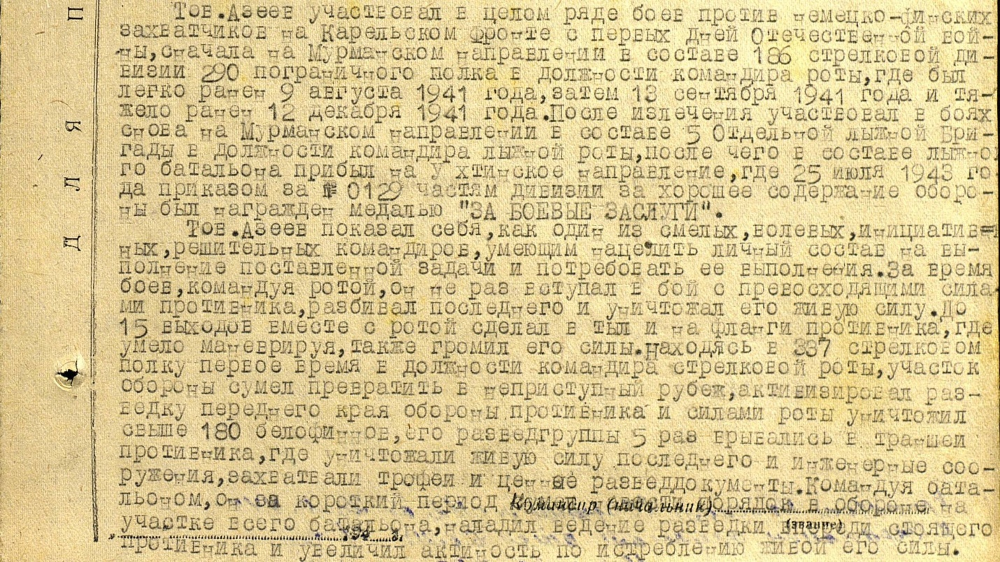 Тов.Азеев участвовал в целом ряде боев против немецко-финских
захватчиков на Карельском фронте с первых дней Отечественной вой-
ны,сначала на Мурманском направлении в составе 186 стрелковой ди-
визии 290 пограничного полка в должности командира роты,где был
легко ранен 9 августа 1941 года,затем 13 сентября 1941 года и тя-
жело ранен 12 декабря 1941 года.После излечения участвовал в боях
снова на Мурманском направлении в составе 5 Отдельной лыжной Бри-
гады в должности командира лыжной роты,после чего в составе лыжно
го батальона прибыл на Ухтинское направление,где 25 июля 1943 го-
да приказом за № 0129 частям дивизии за хорошее содержание оборо-
ны был награжден медалью "ЗА БОЕВЫЕ ЗАСЛУГИ".
Тов.Азеев показал себя,как один из смелых,волевых,инициатив-
ных,решительных командиров,умеющим нацелить личный состав на вы-
полнение поставленной задачи и потребовать ее выполнения.За время
боев,командуя ротой,он не раз вступал в бой с превосходящими сила-
ми противника,разбивал последнего и уничтожал его живую силу.До
15 выходов вместе с ротой сделал в тыл и на фланги противника,где
умело маневрируя,также громил его силы.Находясь в 337 стрелковом
полку первое время в должности командира стрелковой роты,участок
обороны сумел превратить в неприступный рубеж,активизировал раз-
ведку переднего края обороны противника и силами роты уничтожил
свыше 180 белофиннов,его разведгруппы 5 раз врывались в траншеи
противника,где уничтожали живую силу последнего и инженерные соо-
ружения,захватвали трофеи и ценные разведдокументы.Командуя бата-
льоном,он за короткий период порядок в обороне на
Командир (начальник)
участке всего батальона,наладил ведение разведки впереди стоящего
(звание)
194 г.
противника и увеличил активность по истреблению живой его силы.
Д Л Я П